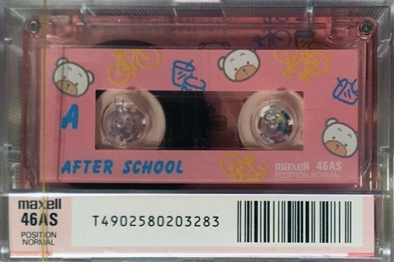 A
AFTER SCHOOL
maxell 46AS
POSITION NORMAL
maxell
46AS
POSITION
NORMAL
T4902580203283